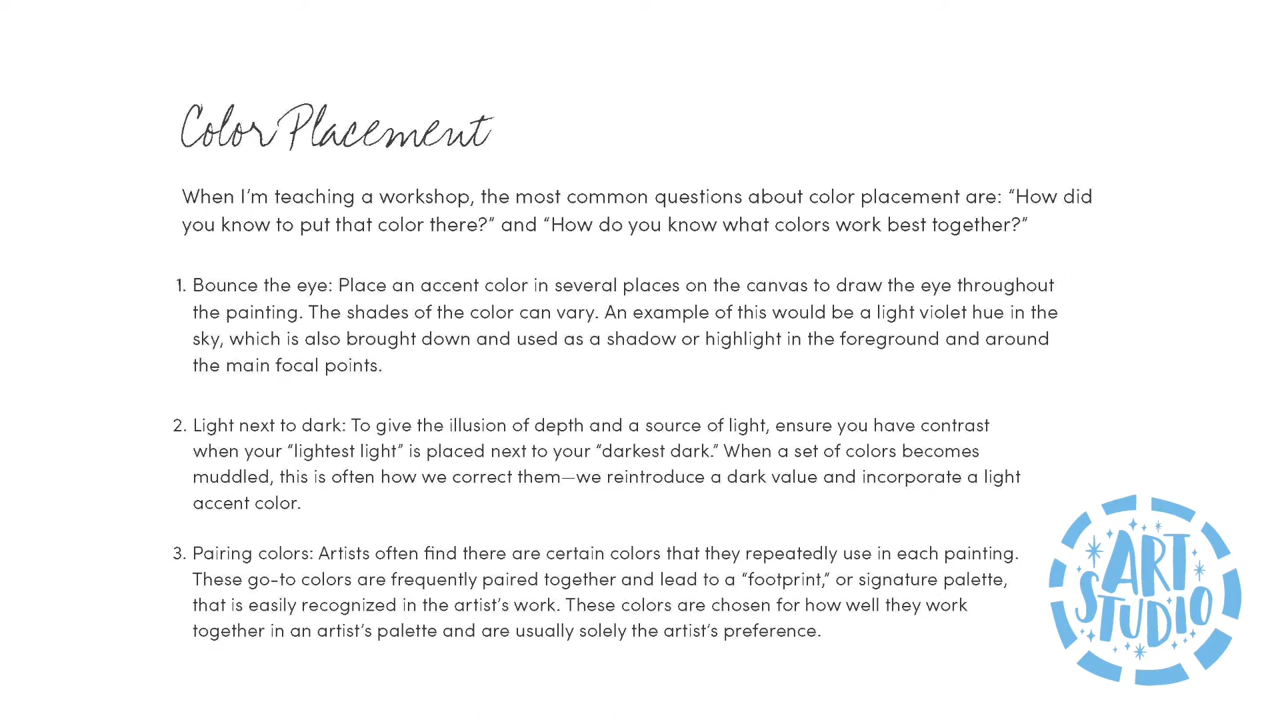 Color Placement
When I’m teaching a workshop, the most common questions about color placement are: “How did
you know to put that color there?” and “How do you know what colors work best together?”
1. Bounce the eye: Place an accent color in several places on the canvas to draw the eye throughout
the painting. The shades of the color can vary. An example of this would be a light violet hue in the
sky, which is also brought down and used as a shadow or highlight in the foreground and around
the main focal points.
2. Light next to dark: To give the illusion of depth and a source of light, ensure you have contrast
when your “lightest light” is placed next to your “darkest dark.” When a set of colors becomes
muddled, this is often how we correct them—we reintroduce a dark value and incorporate a light
accent color.
3. Pairing colors: Artists often find there are certain colors that they repeatedly use in each painting.
These go-to colors are frequently paired together and lead to a “footprint,” or signature palette,
that is easily recognized in the artist’s work. These colors are chosen for how well they work
together in an artist’s palette and are usually solely the artist’s preference.
ART
STUDIO